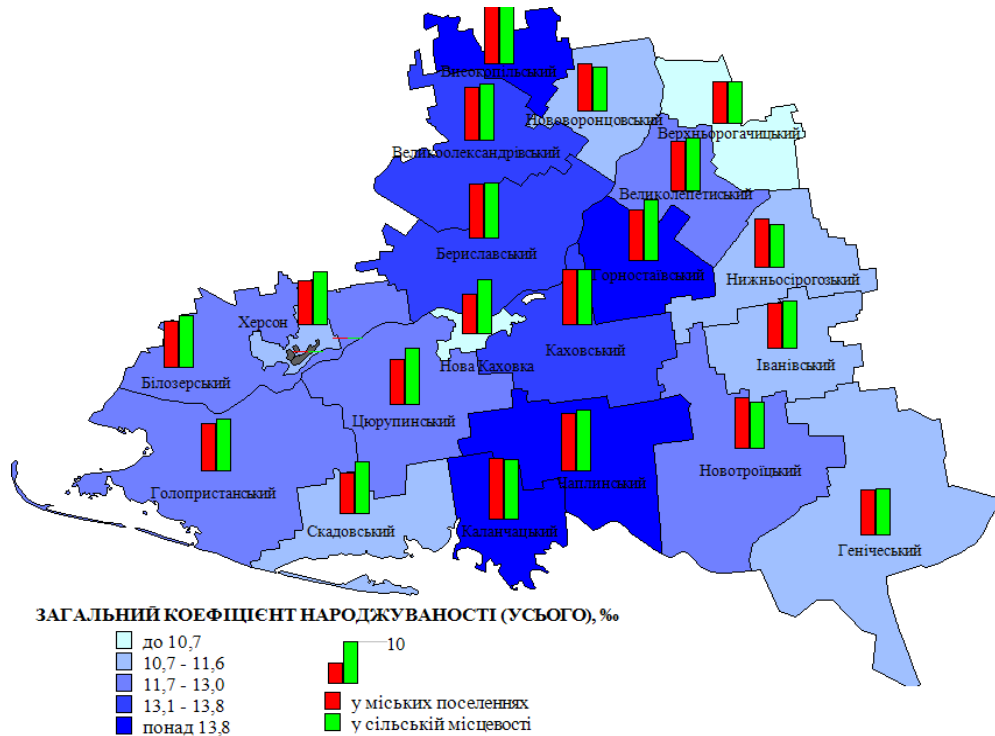 Високопільський
Нововоронцовський
Верхньорогачицький
Великоолександрівський
Великолепетиський
Бериславський
Горностаївський
Нижньосірогозький
Херсон
Нова Каховка
Каховський
Іванівський
Білозерський
Цюрупинський
Новотроїцький
Голопристанський
Чаплинський
Скадовський
Каланчацький
Генічеський
ЗАГАЛЬНИЙ КОЕФІЦІЄНТ НАРОДЖУВАНОСТІ (УСЬОГО), ‰
до 10,7
10,7 - 11,6
11,7 - 13,0
13,1 - 13,8
понад 13,8
10
у міських поселеннях
у сільській місцевості